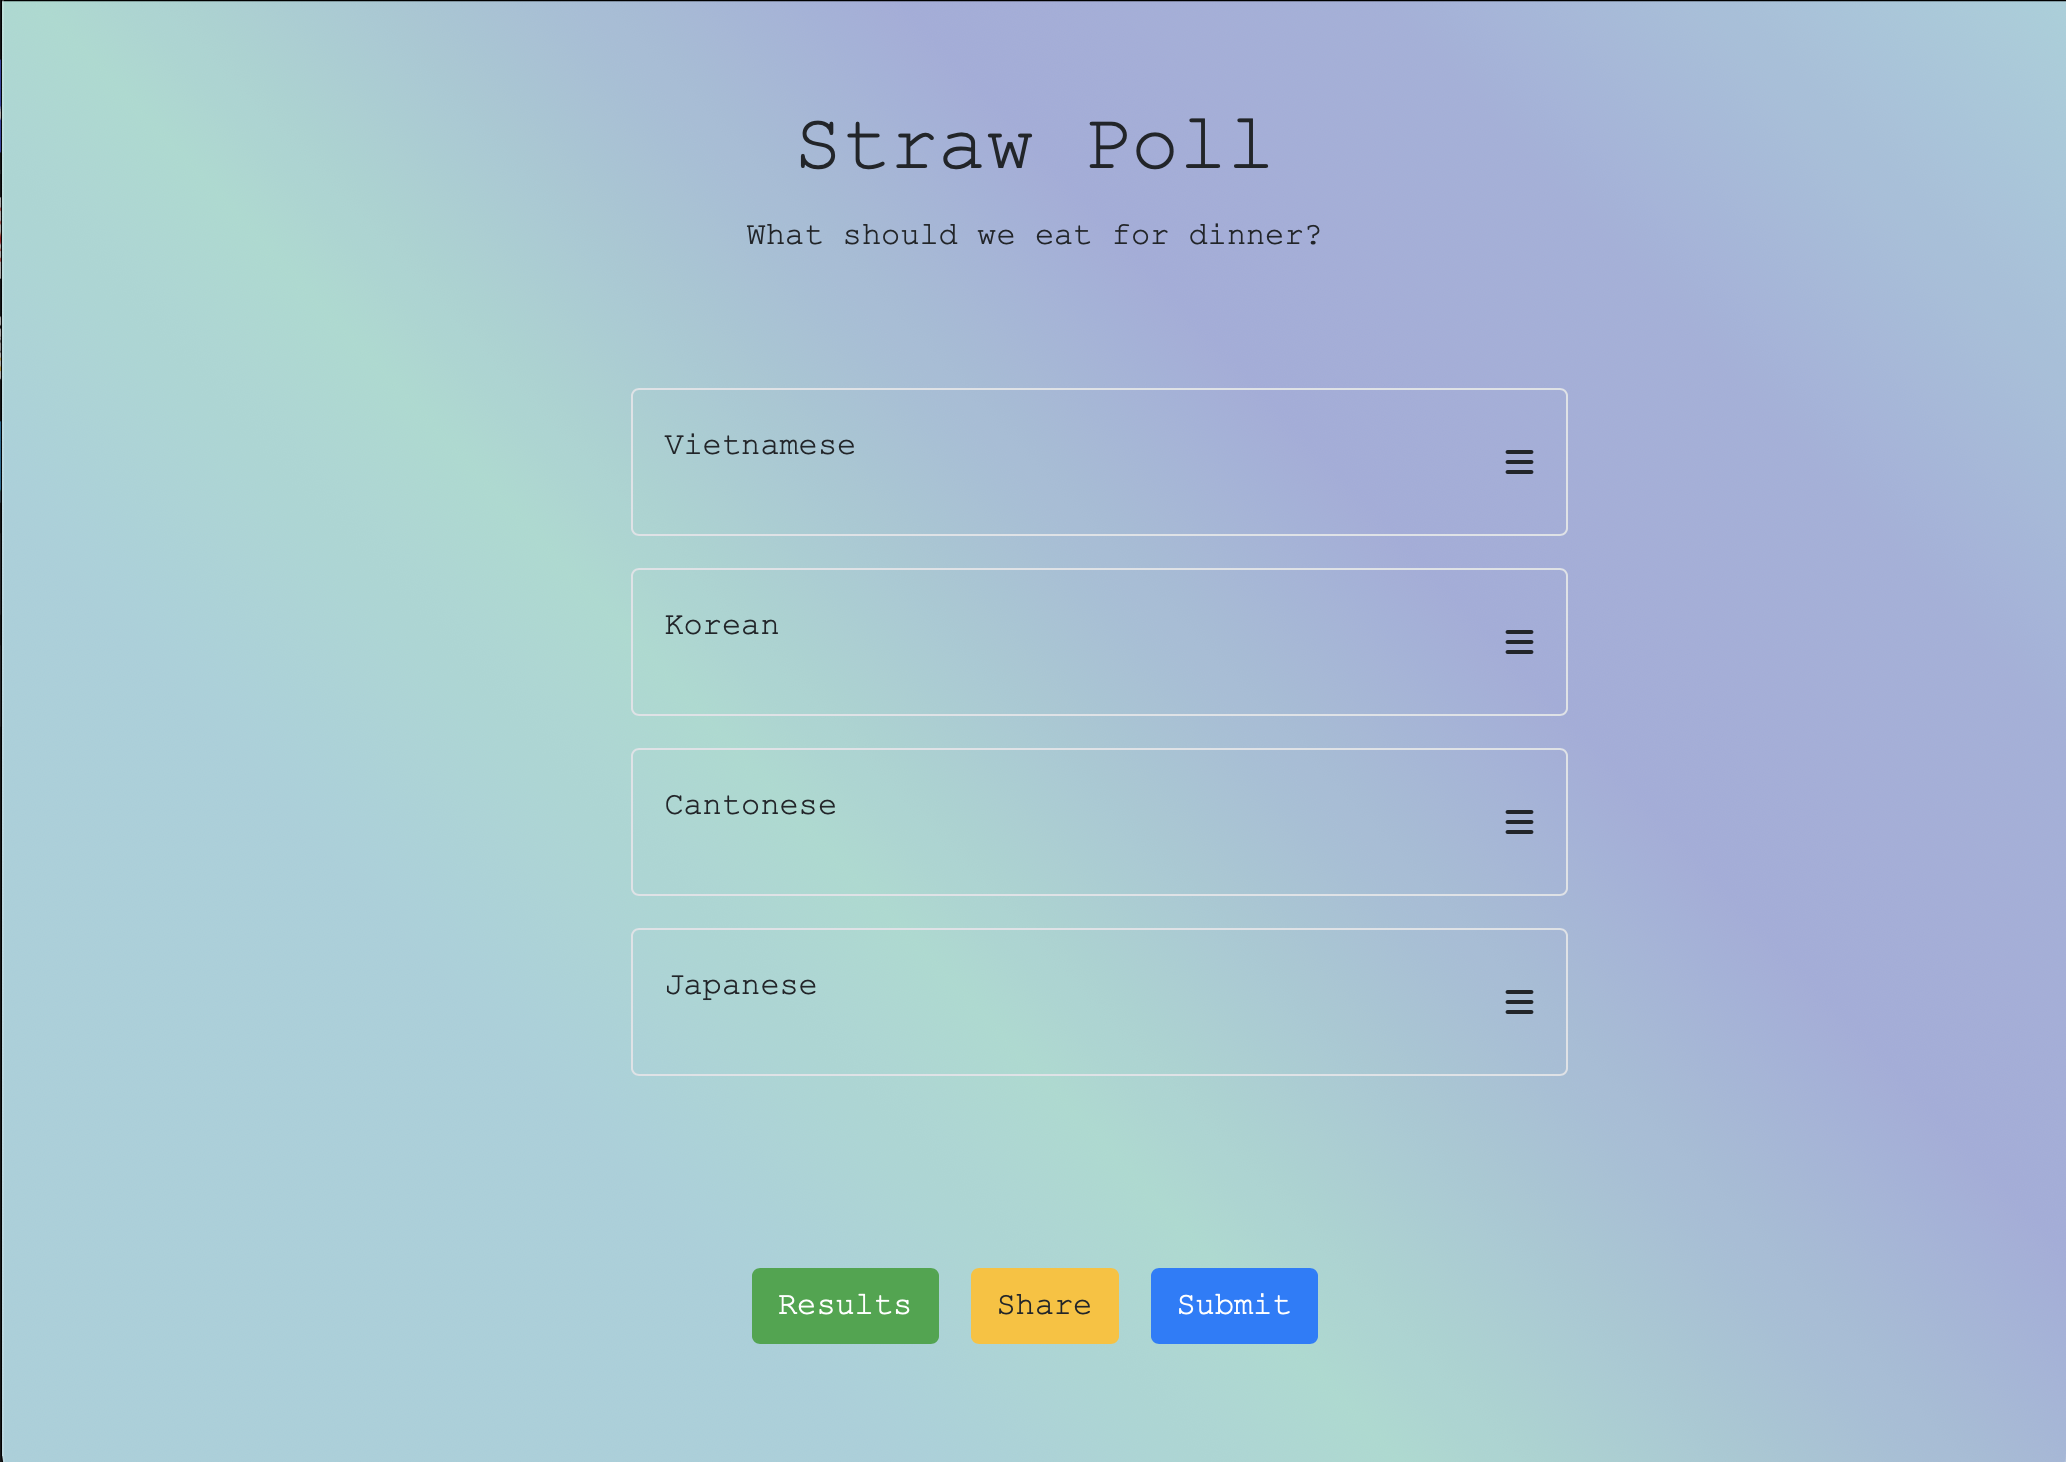 Straw Poll
What should we eat for dinner?
Vietnamese
Korean
Cantonese
Japanese
Results Share Submit